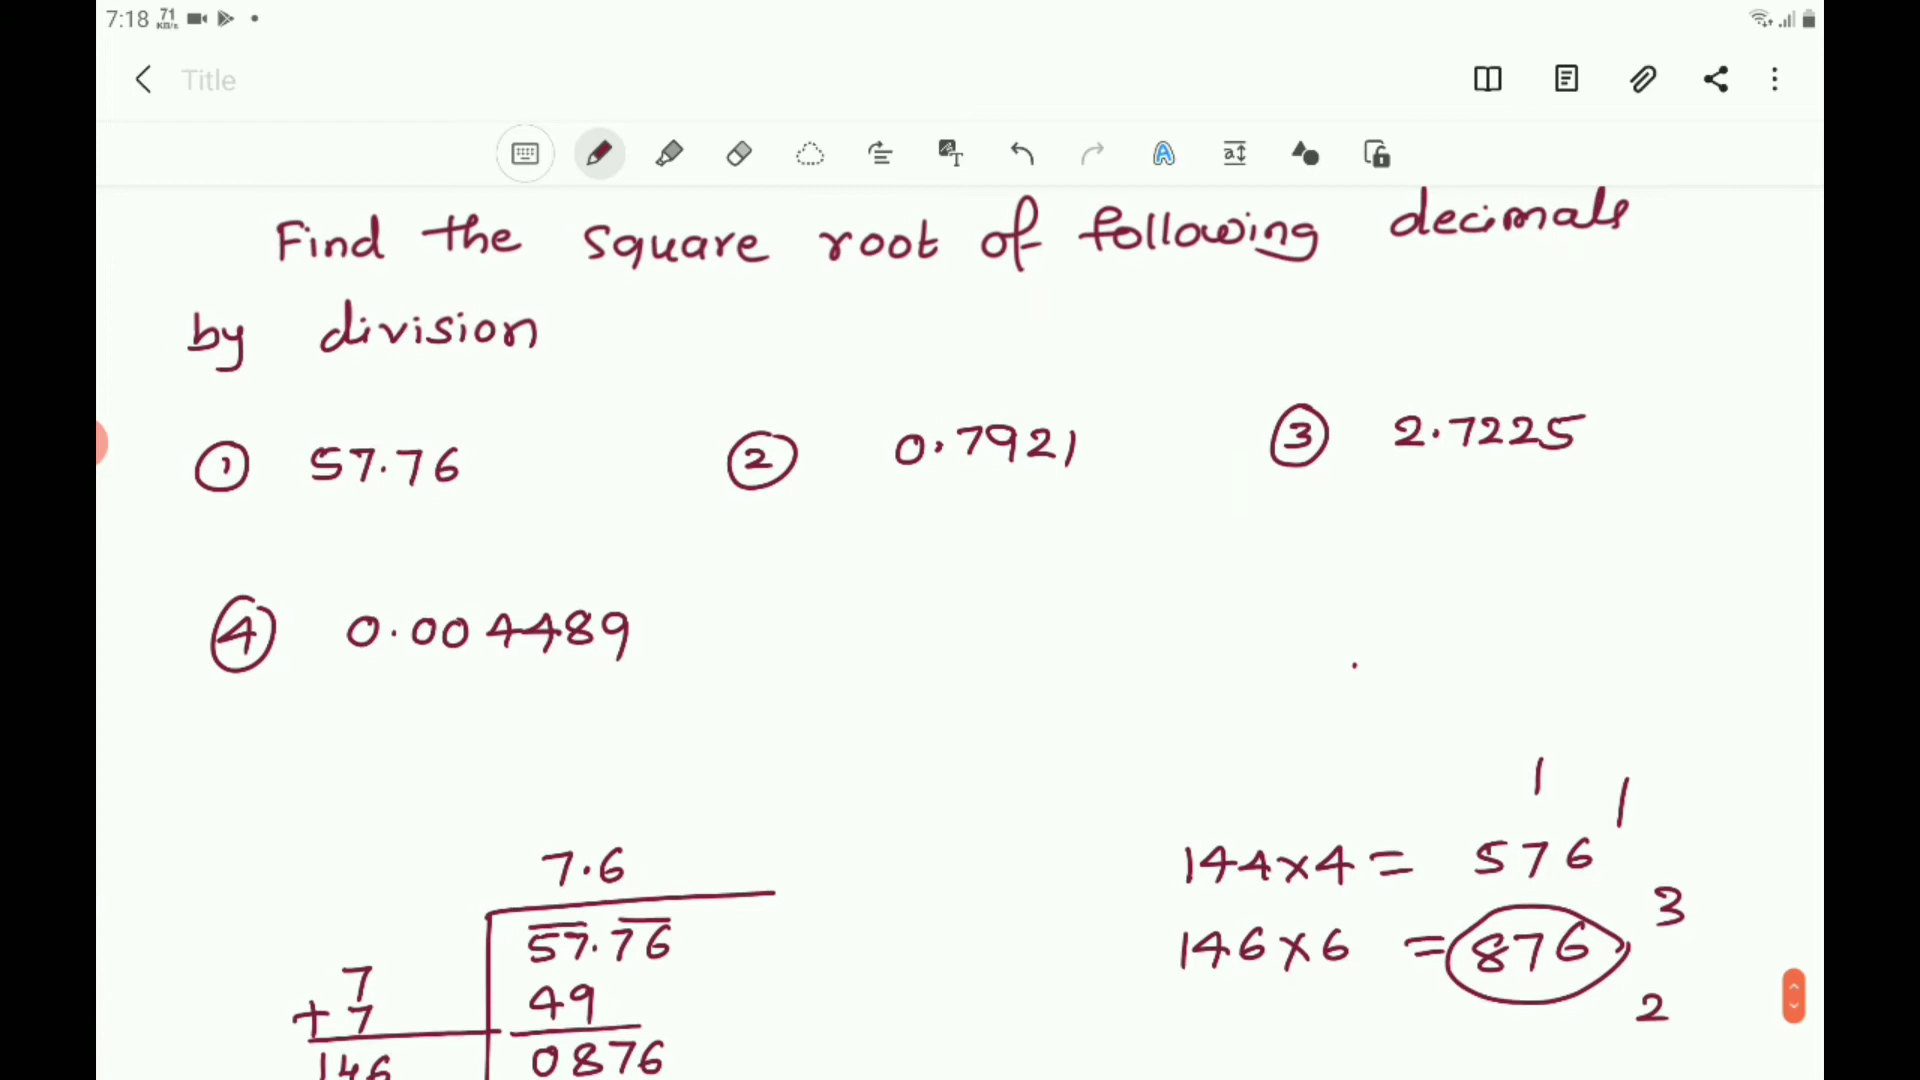 7:18 71 KB/s
Title
Find the square root of following decimals
by division
① 57.76 ② 0.7921 ③ 2.7225
④ 0.004489
1 1
7.6 144×4 = 576
3
57.76 146×6 = 876
7 49 2
+7
146 0876